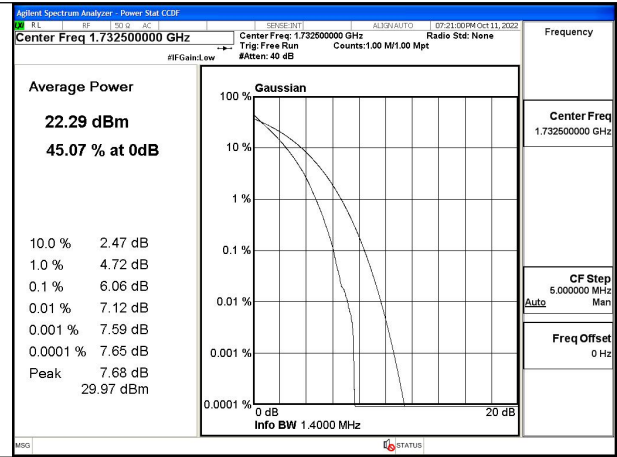 Agilent Spectrum Analyzer - Power Stat CCDF
RL RF 50 Ω AC SENSE:INT ALIGN AUTO 07:21:00PM Oct 11, 2022
Center Freq 1.732500000 GHz
Center Freq: 1.732500000 GHz Radio Std: None
Trig: Free Run Counts:1.00 M/1.00 Mpt
#IFGain:Low #Atten: 40 dB
Frequency
Average Power
22.29 dBm
45.07 % at 0dB
10.0 % 2.47 dB
1.0 % 4.72 dB
0.1 % 6.06 dB
0.01 % 7.12 dB
0.001 % 7.59 dB
0.0001 % 7.65 dB
Peak 7.68 dB
29.97 dBm
Gaussian
100 %
10 %
1 %
0.1 %
0.01 %
0.001 %
0.0001 %
0 dB 20 dB
Info BW 1.4000 MHz
Center Freq
1.732500000 GHz
CF Step
5.000000 MHz
Auto Man
Freq Offset
0 Hz
MSG STATUS